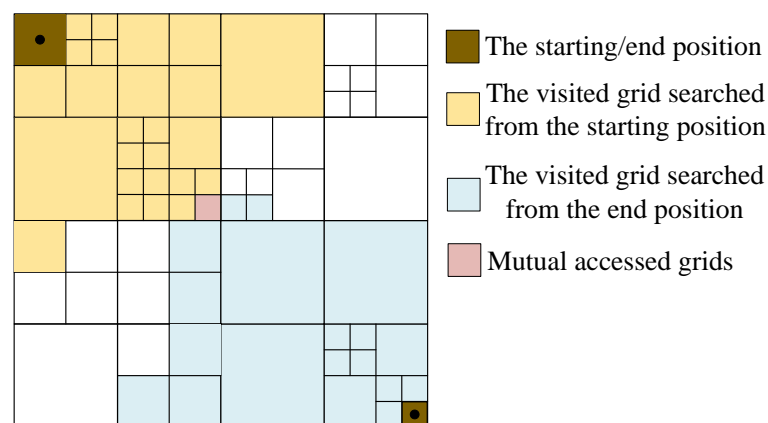 The starting/end position
The visited grid searched
from the starting position
The visited grid searched
from the end position
Mutual accessed grids